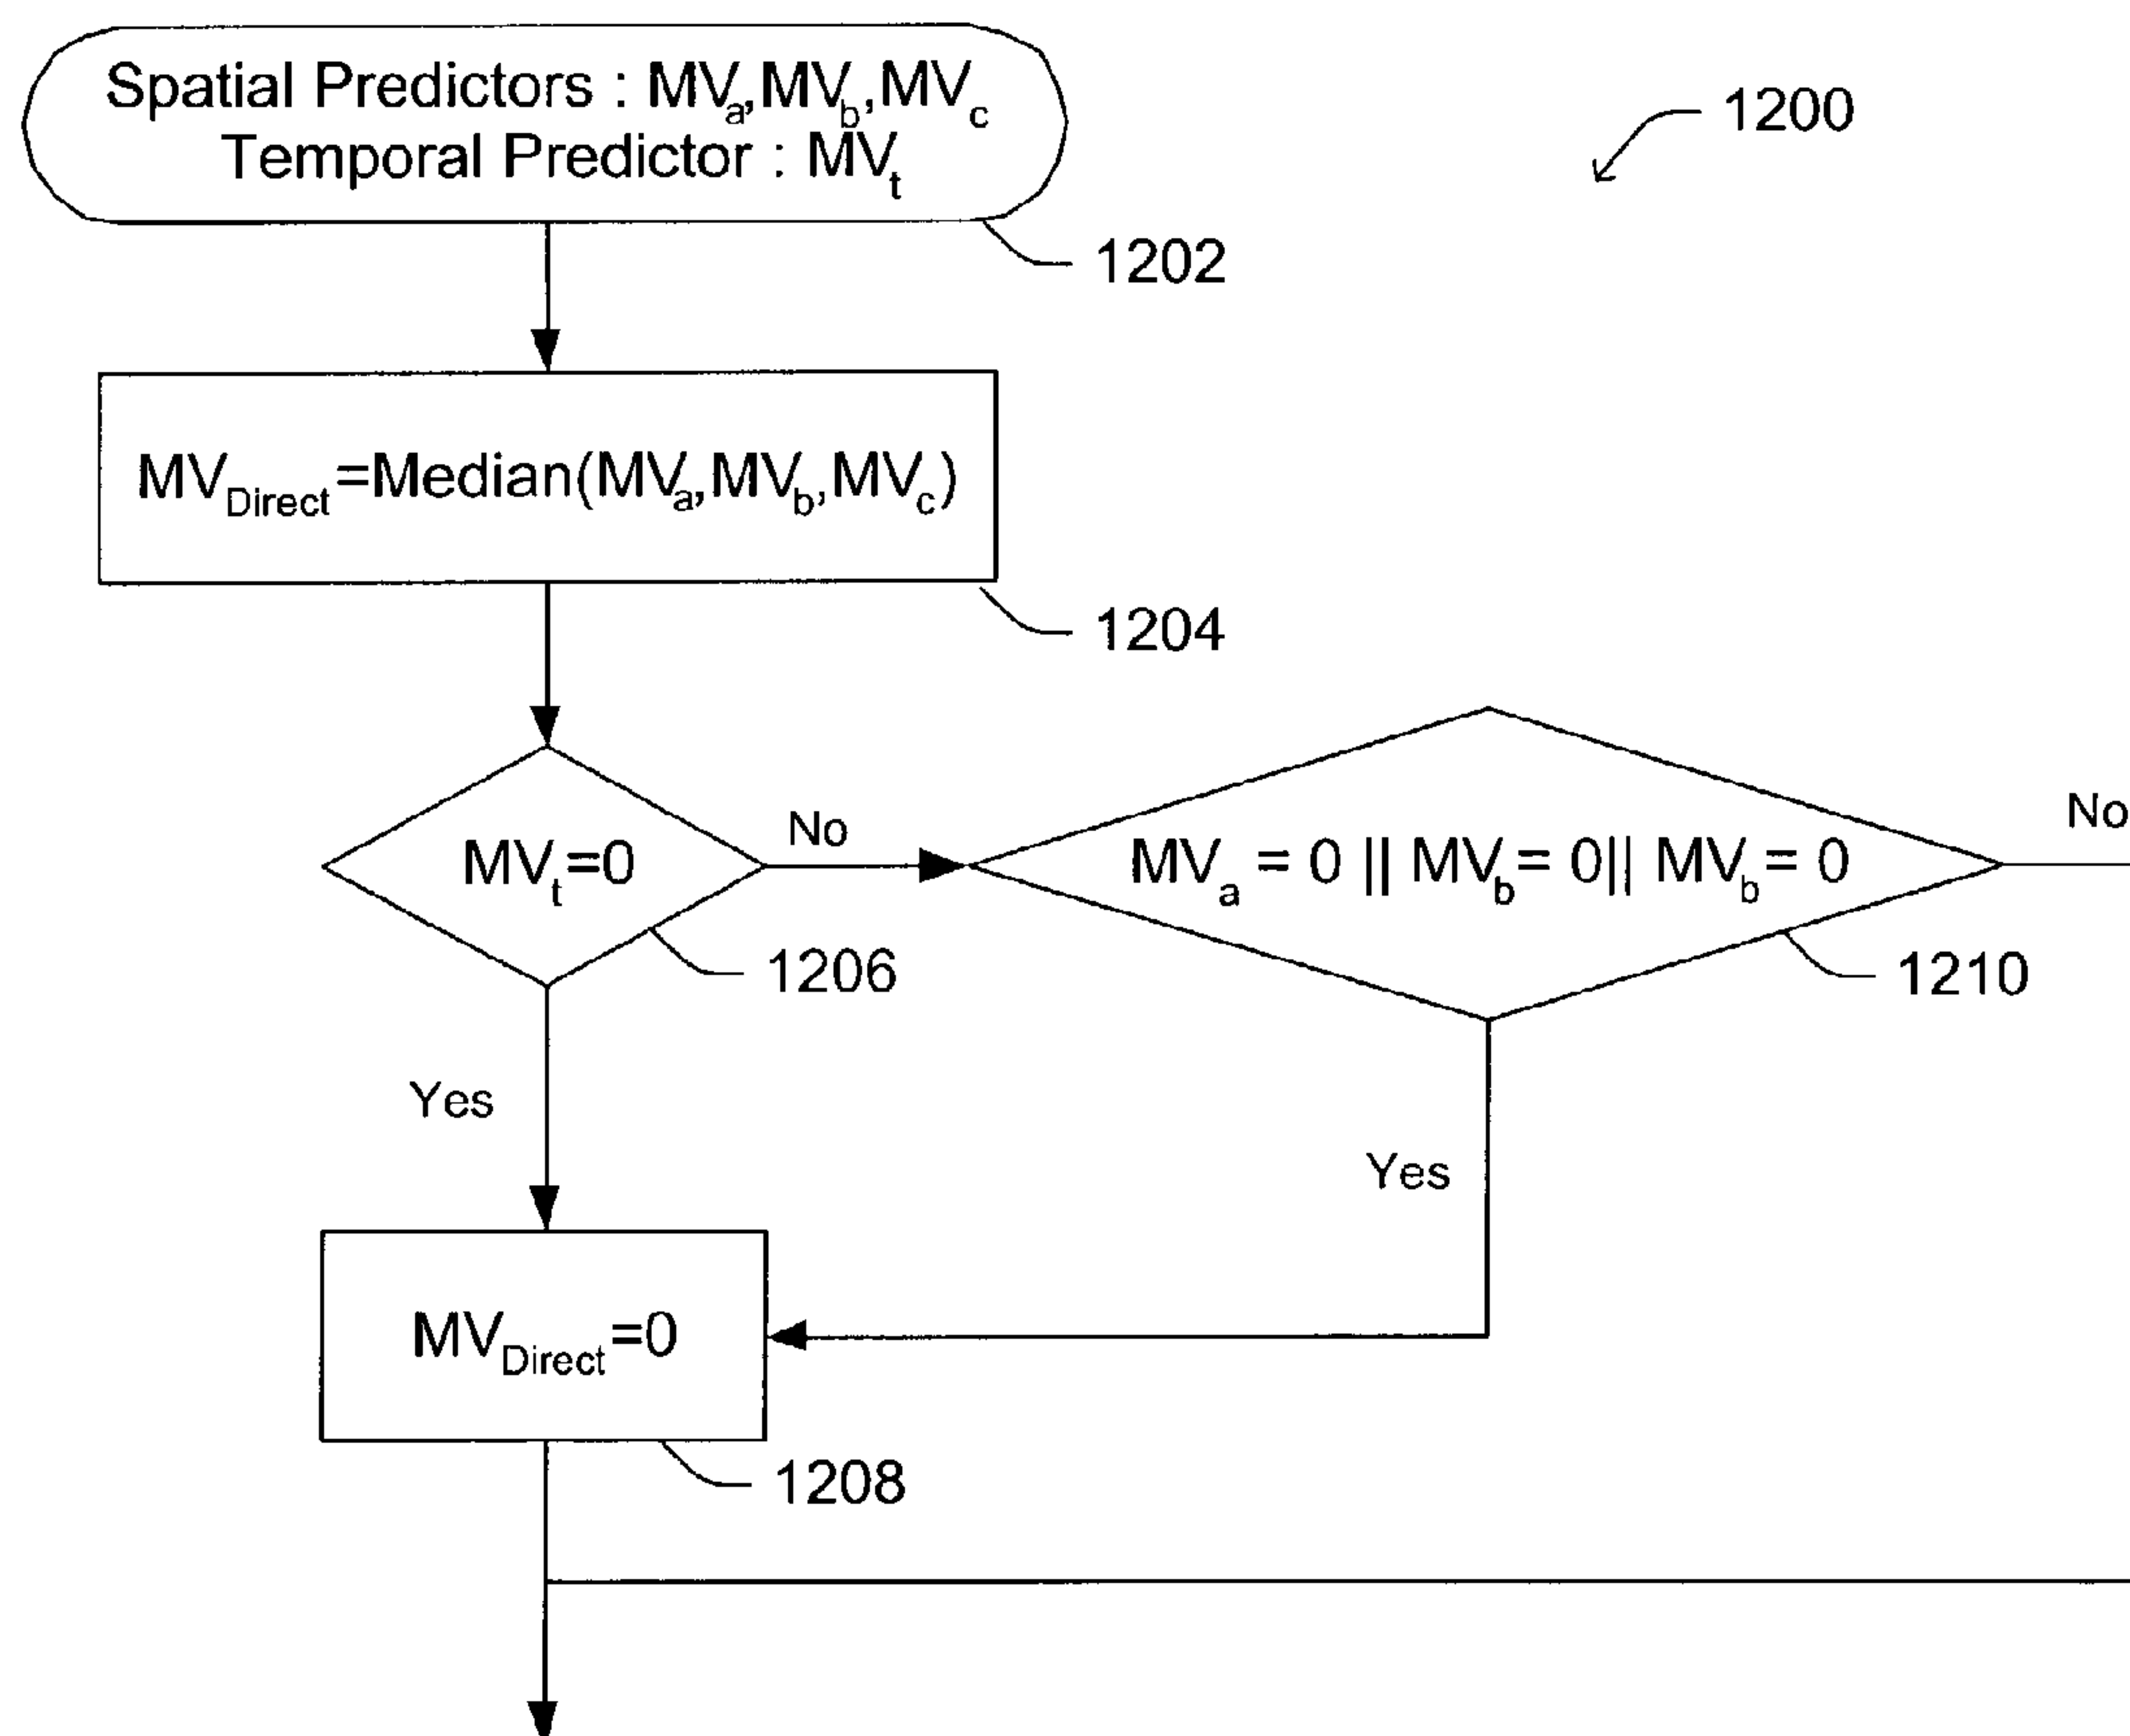 Spatial Predictors : MVa,MVb,MVc
Temporal Predictor : MVt
1200
1202
MVDirect=Median(MVa,MVb,MVc)
1204
MVt=0
No
MVa = 0 || MVb= 0|| MVb= 0
No
1206
1210
Yes
Yes
MVDirect=0
1208